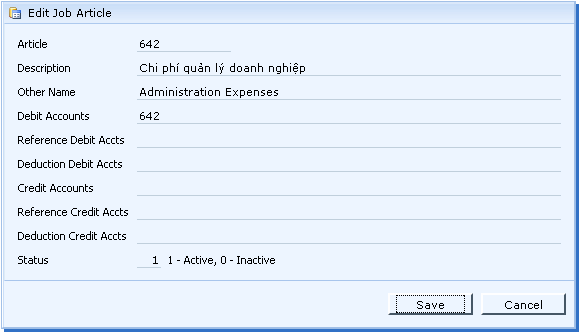 Edit Job Article
Article 642
Description Chi phí quản lý doanh nghiệp
Other Name Administration Expenses
Debit Accounts 642
Reference Debit Accts
Deduction Debit Accts
Credit Accounts
Reference Credit Accts
Deduction Credit Accts
Status 1 1 - Active, 0 - Inactive
Save Cancel